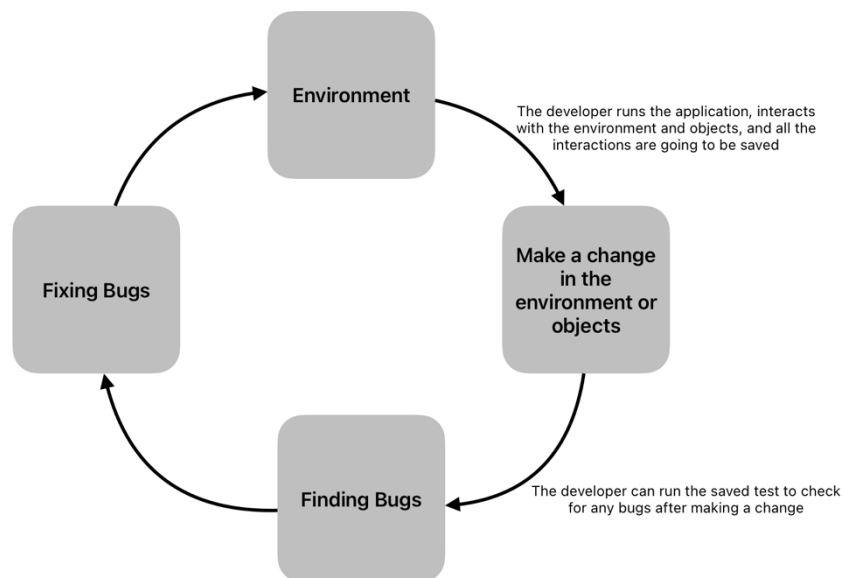 Environment
The developer runs the application, interacts
with the environment and objects, and all the
interactions are going to be saved
Make a change
in the
environment or
objects
Fixing Bugs
Finding Bugs
The developer can run the saved test to check
for any bugs after making a change